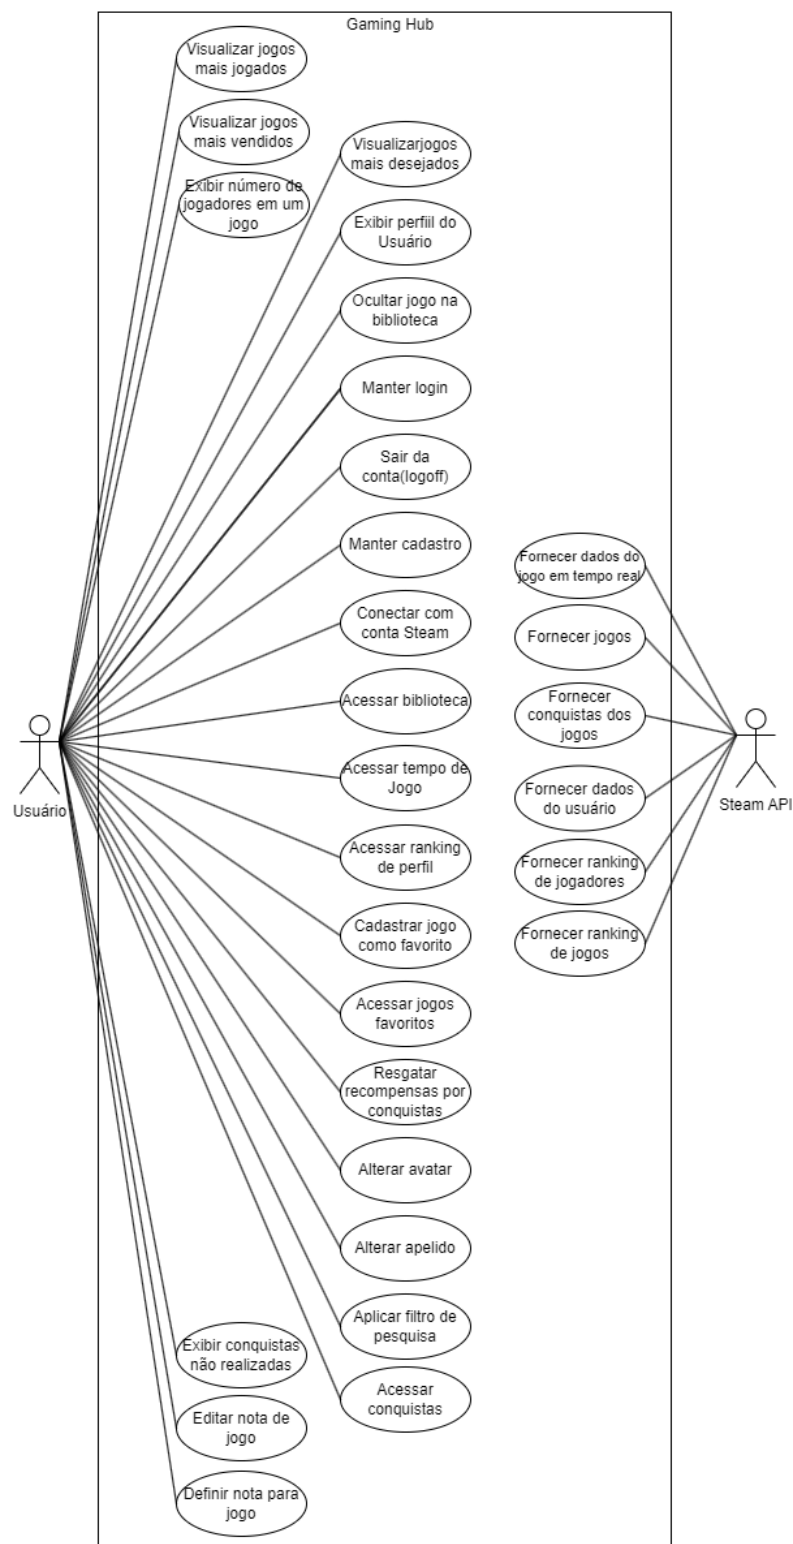 Gaming Hub
Visualizar jogos
mais jogados
Visualizar jogos
mais vendidos
Exibir número de
jogadores em um
jogo
Visualizarjogos
mais desejados
Exibir perfiil do
Usuário
Ocultar jogo na
biblioteca
Manter login
Sair da
conta(logoff)
Manter cadastro
Conectar com
conta Steam
Acessar biblioteca
Acessar tempo de
Jogo
Acessar ranking
de perfil
Cadastrar jogo
como favorito
Acessar jogos
favoritos
Resgatar
recompensas por
conquistas
Alterar avatar
Alterar apelido
Aplicar filtro de
pesquisa
Acessar
conquistas
Exibir conquistas
não realizadas
Editar nota de
jogo
Definir nota para
jogo
Usuário
Fornecer dados do
jogo em tempo real
Fornecer jogos
Fornecer
conquistas dos
jogos
Fornecer dados
do usuário
Fornecer ranking
de jogadores
Fornecer ranking
de jogos
Steam API